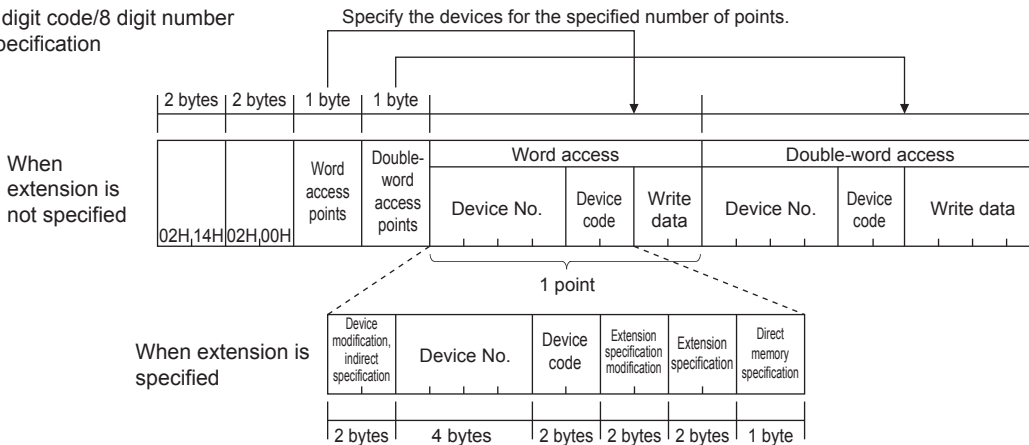 digit code/8 digit number
pecification
Specify the devices for the specified number of points.
2 bytes 2 bytes 1 byte 1 byte
When
extension is
not specified
02H 14H 02H 00H
Word
access
points
Double-
word
access
points
Word access
Device No.
Device
code
Write
data
Double-word access
Device No.
Device
code
Write data
1 point
When extension is
specified
Device
modification,
indirect
specification
Device No.
Device
code
Extension
specification
modification
Extension
specification
Direct
memory
specification
2 bytes 4 bytes 2 bytes 2 bytes 2 bytes 1 byte